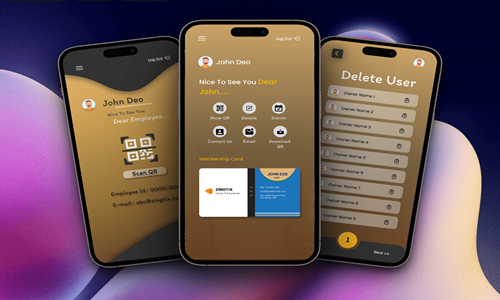 Log Out
John Deo
Nice To See You
Dear Employee....
Scan QR
Employee Id : 0000-000
E-mail : abc@zingtix.
Log Out
John Deo
Nice To See You Dear
John.....
Show QR
Delete
Events
Contact Us
Email
Download
QR
Membership Card
ZINGTIX
JOHN DOE
Delete User
Owner Name 1
Owner Name 2
Owner Name 3
Owner Name 4
Owner Name 5
Owner Name 6
Owner Name 7
Owner Name 8
Owner Name 9
1
Next >>